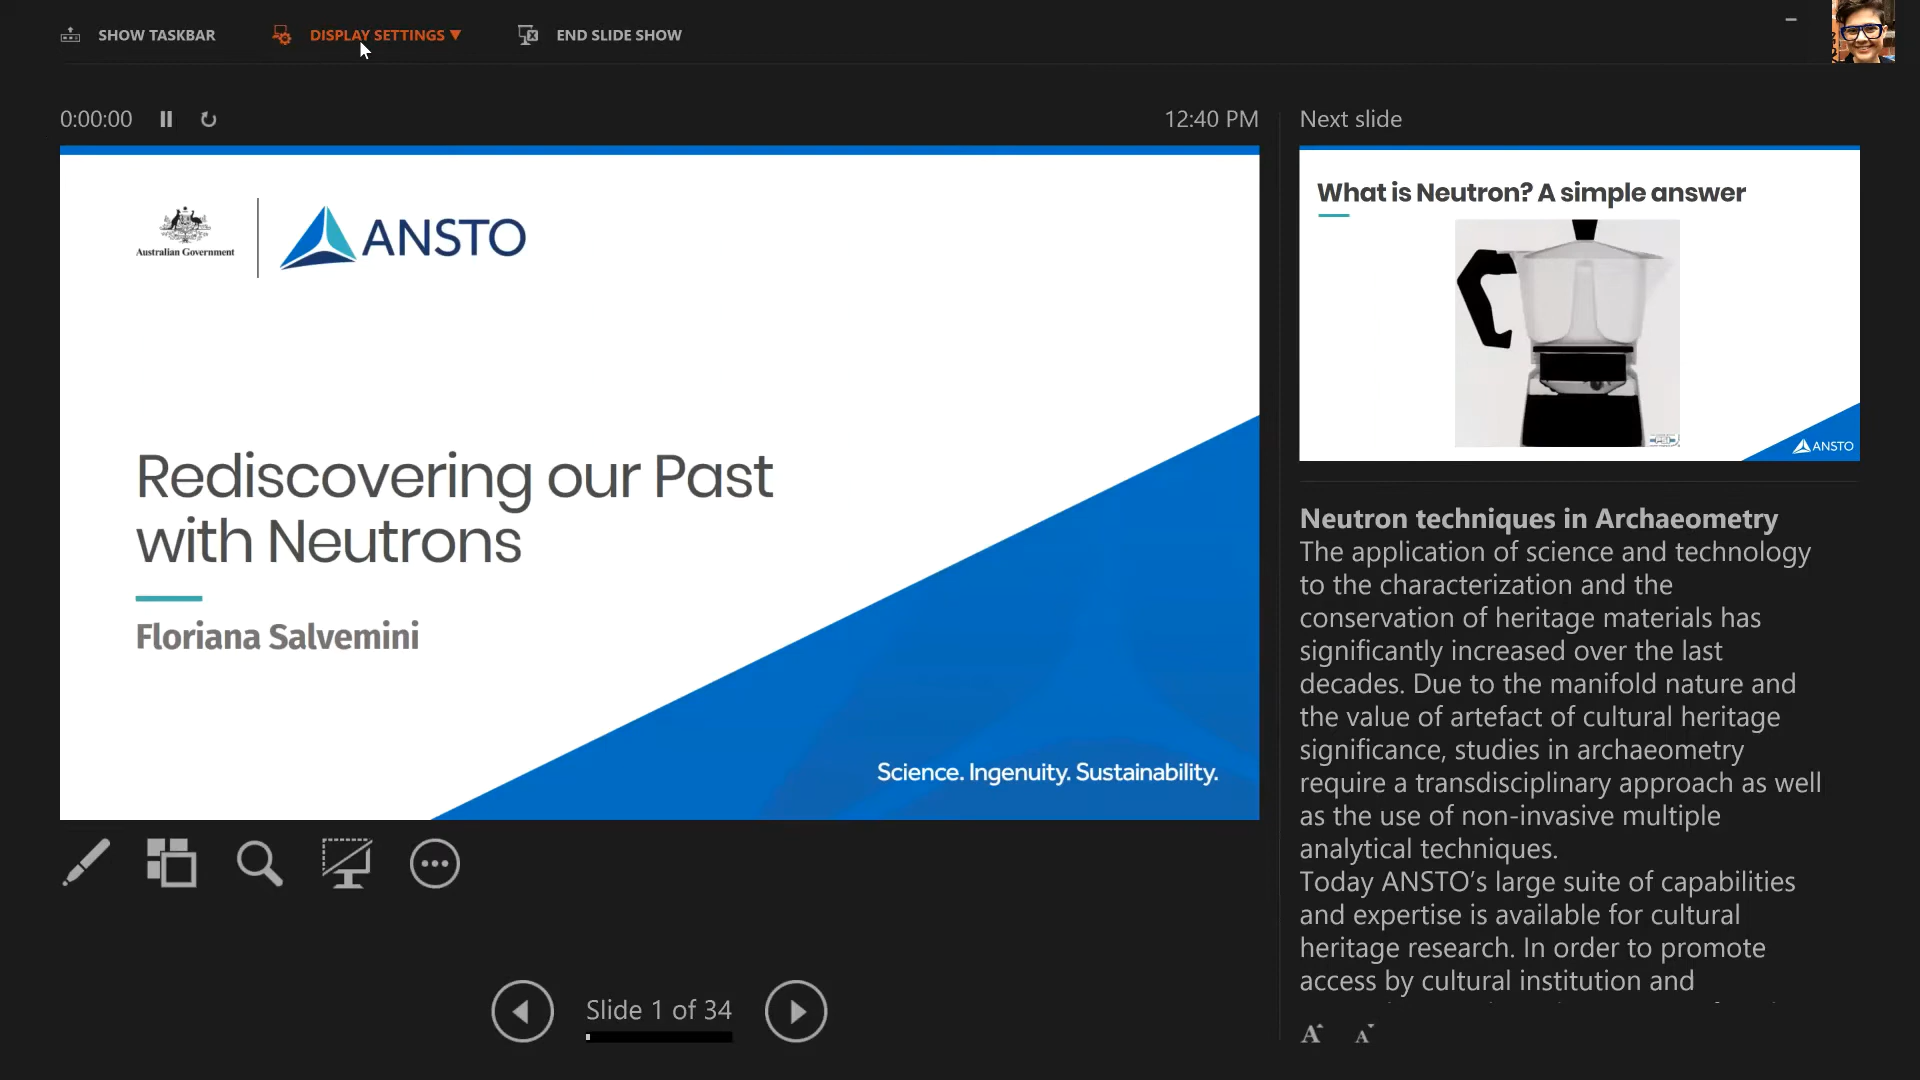 SHOW TASKBAR
DISPLAY SETTINGS ▼
END SLIDE SHOW
0:00:00
12:40 PM
Next slide
Australian Government
ANSTO
Rediscovering our Past
with Neutrons
Floriana Salvemini
Science. Ingenuity. Sustainability.
What is Neutron? A simple answer
ANSTO
Neutron techniques in Archaeometry
The application of science and technology
to the characterization and the
conservation of heritage materials has
significantly increased over the last
decades. Due to the manifold nature and
the value of artefact of cultural heritage
significance, studies in archaeometry
require a transdisciplinary approach as well
as the use of non-invasive multiple
analytical techniques.
Today ANSTO’s large suite of capabilities
and expertise is available for cultural
heritage research. In order to promote
access by cultural institution and
Slide 1 of 34
A A